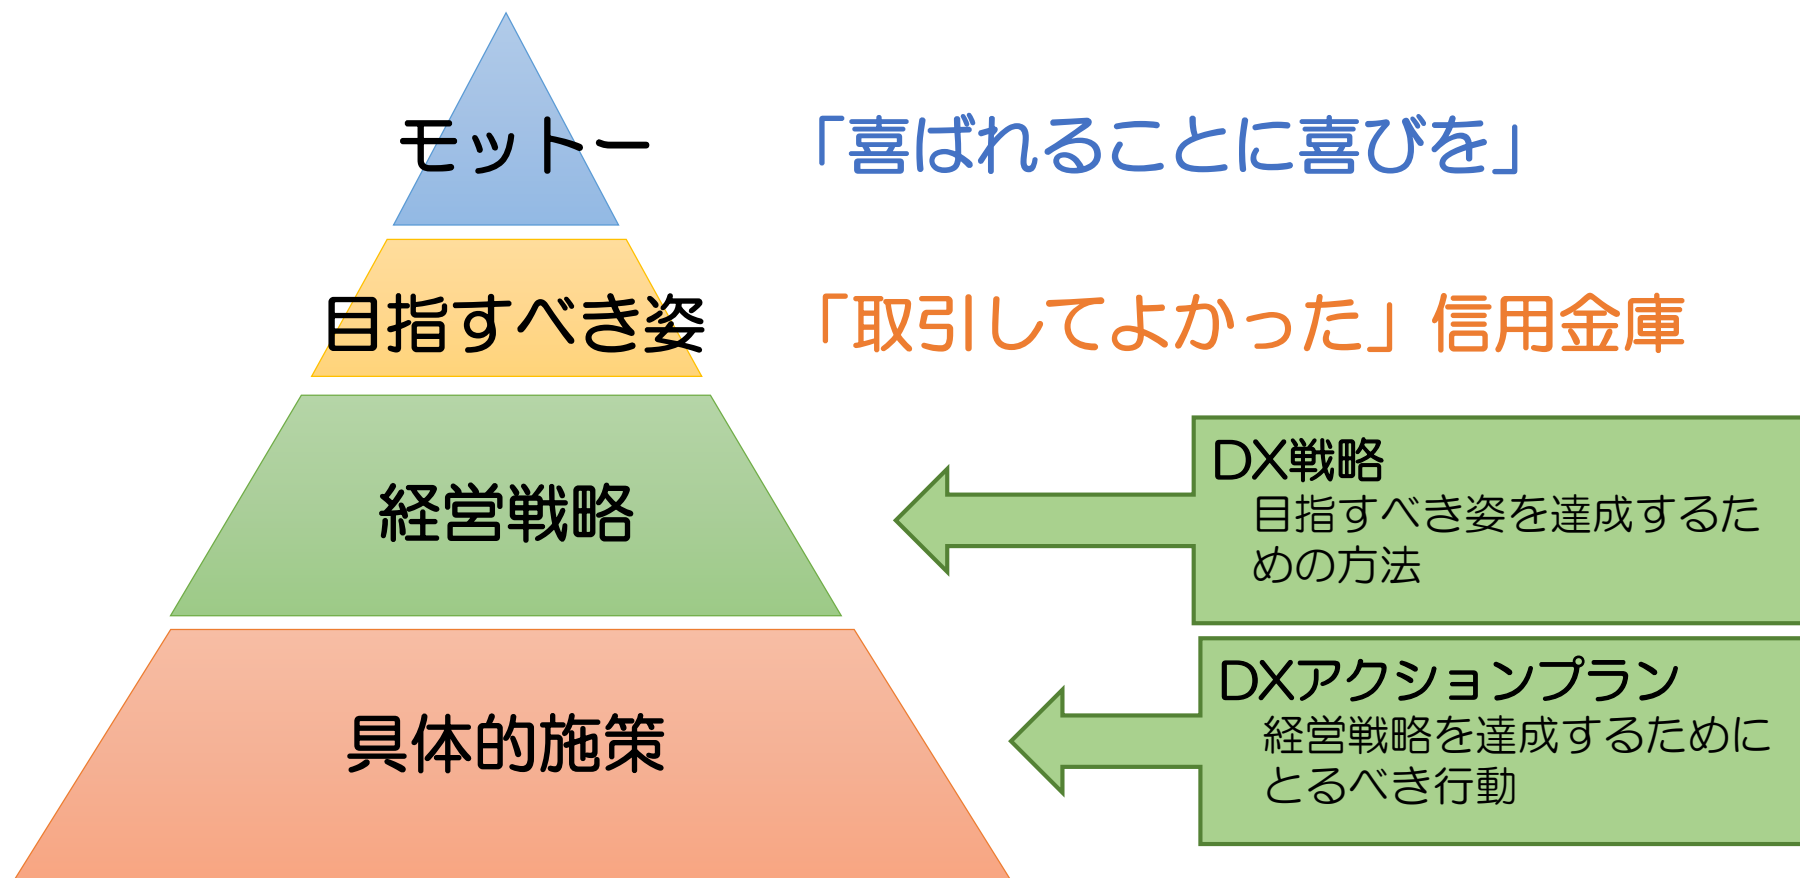 モットー
「喜ばれることに喜びを」
目指すべき姿
「取引してよかった」信用金庫
経営戦略
DX戦略
目指すべき姿を達成するた
めの方法
具体的施策
DXアクションプラン
経営戦略を達成するために
とるべき行動